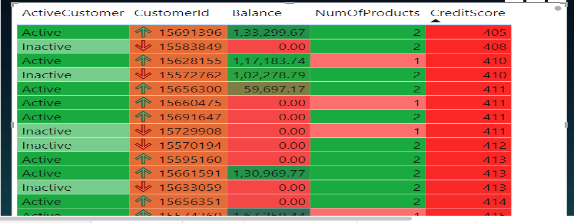 ActiveCustomer CustomerId Balance NumOfProducts CreditScore
Active 15691396 1,33,299.67 2 405
Inactive 15583849 0.00 2 408
Active 15628155 1,17,183.74 1 410
Inactive 15572762 1,02,278.79 2 410
Active 15656300 59,697.17 2 411
Active 15660475 0.00 1 411
Active 15691647 0.00 2 411
Inactive 15729908 0.00 1 411
Inactive 15570194 0.00 2 412
Active 15595160 0.00 2 413
Active 15661591 1,30,969.77 2 413
Inactive 15633059 0.00 2 413
Active 15656351 0.00 2 414
Active